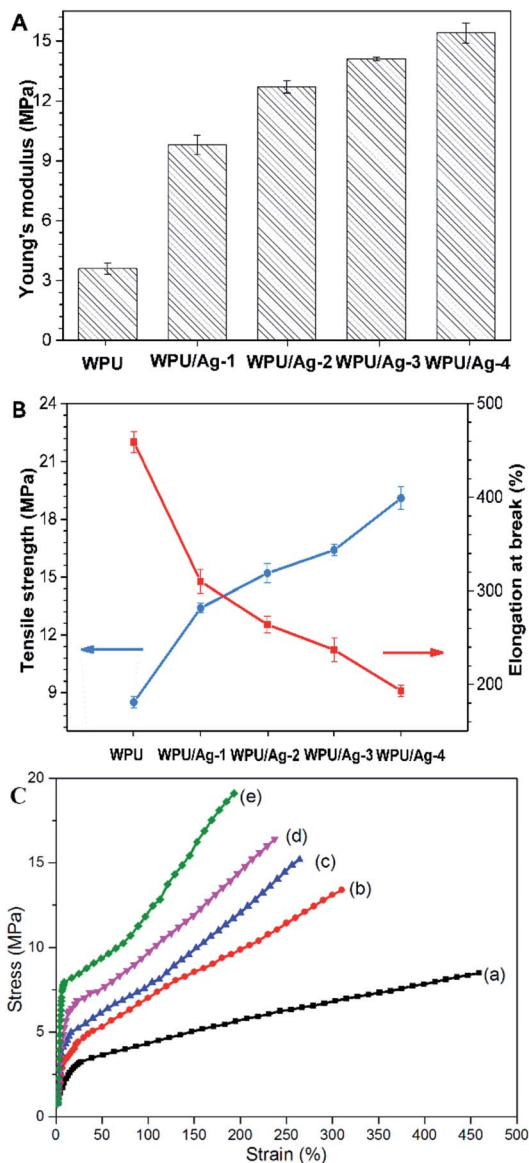 A
Young's modulus (MPa)
15
12
9
6
3
0
WPU
WPU/Ag-1
WPU/Ag-2
WPU/Ag-3
WPU/Ag-4
B
Tensile strength (MPa)
24
21
18
15
12
9
500
400
300
200
Elongation at break (%)
WPU
WPU/Ag-1
WPU/Ag-2
WPU/Ag-3
WPU/Ag-4
C
Stress (MPa)
20
15
10
5
0
(e)
(d)
(c)
(b)
(a)
0 50 100 150 200 250 300 350 400 450 500
Strain (%)